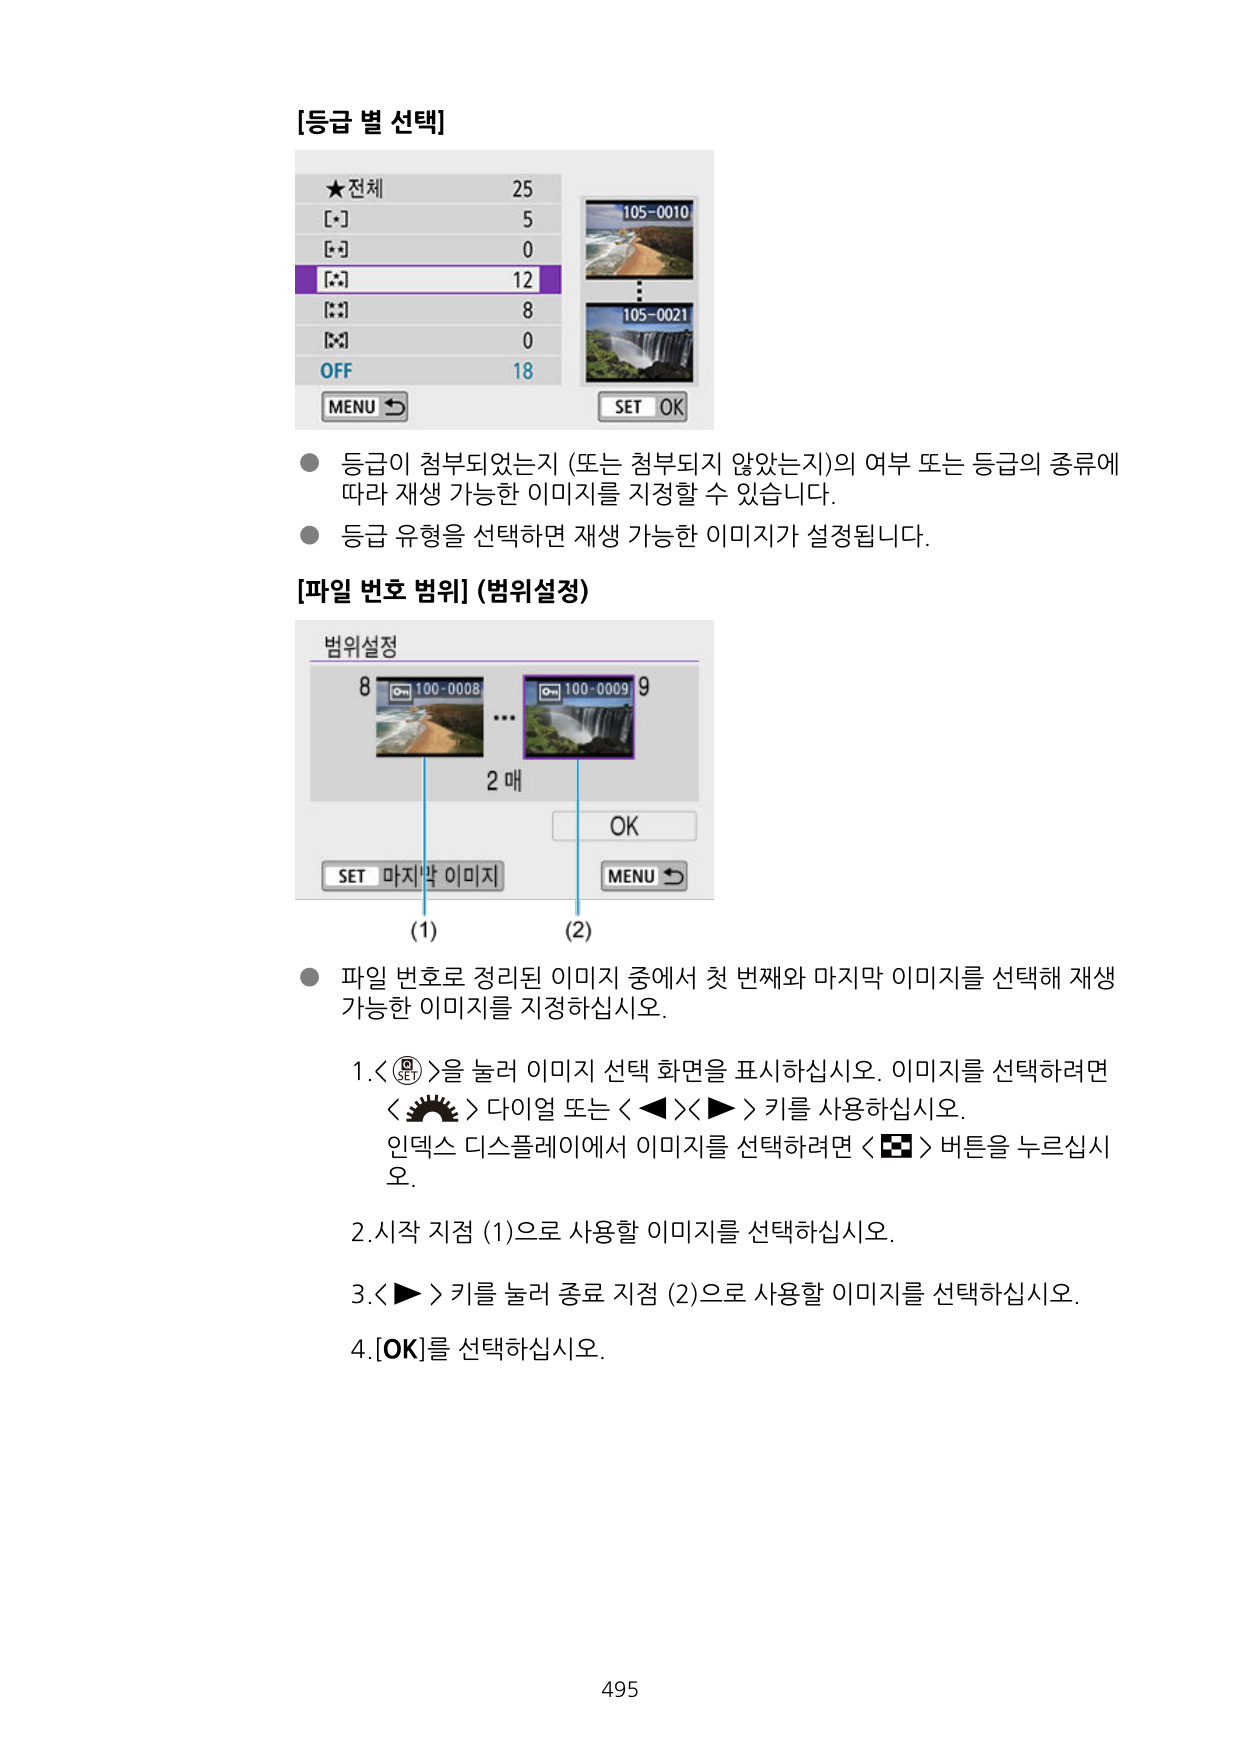 [등급 별 선택]
★전체 25
[★] 5
[★★] 0
[★★★] 12
[★★★★] 8
[★★★★★] 0
OFF 18
105-0010
105-0021
MENU
SET OK
● 등급이 첨부되었는지 (또는 첨부되지 않았는지)의 여부 또는 등급의 종류에
따라 재생 가능한 이미지를 지정할 수 있습니다.
● 등급 유형을 선택하면 재생 가능한 이미지가 설정됩니다.
[파일 번호 범위] (범위설정)
범위설정
8 100-0008 ... 100-0009 9
2 매
OK
SET 마지막 이미지 MENU
(1) (2)
● 파일 번호로 정리된 이미지 중에서 첫 번째와 마지막 이미지를 선택해 재생
가능한 이미지를 지정하십시오.
1.< Q SET >을 눌러 이미지 선택 화면을 표시하십시오. 이미지를 선택하려면
< > 다이얼 또는 < ◀ >< ▶ > 키를 사용하십시오.
인덱스 디스플레이에서 이미지를 선택하려면 < > 버튼을 누르십시
오.
2.시작 지점 (1)으로 사용할 이미지를 선택하십시오.
3.< ▶ > 키를 눌러 종료 지점 (2)으로 사용할 이미지를 선택하십시오.
4.[OK]를 선택하십시오.
495